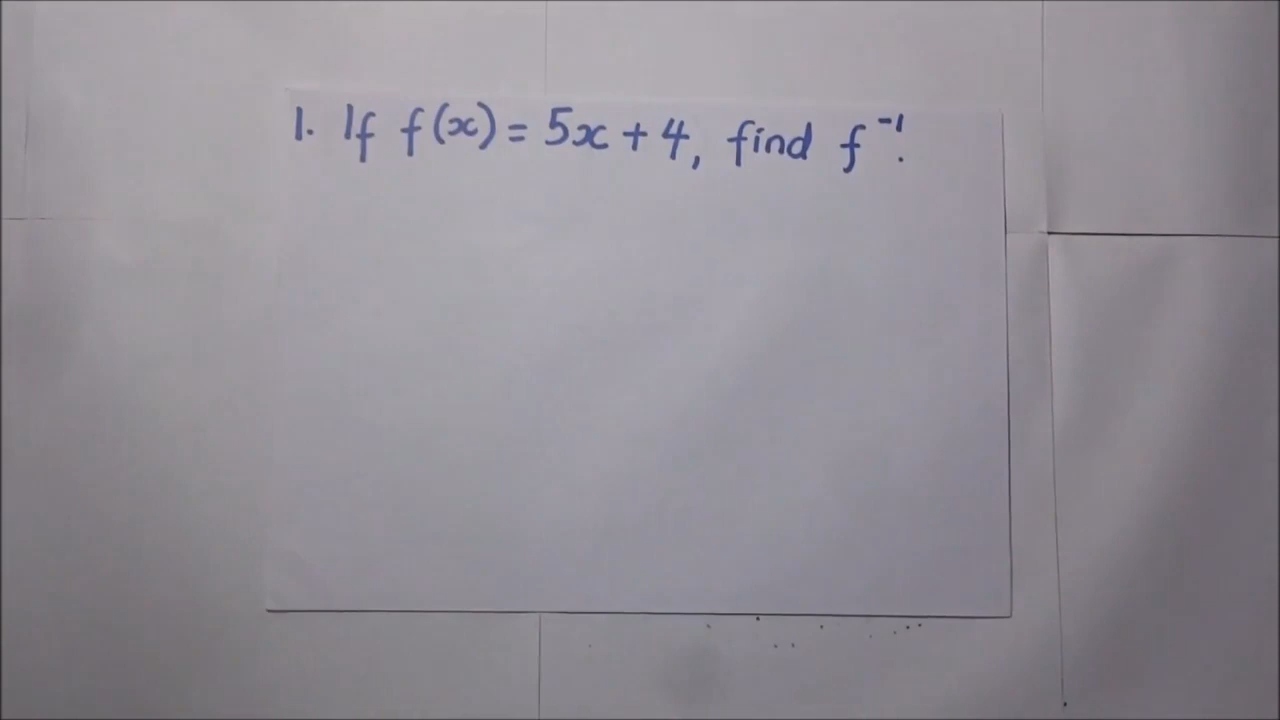 1. If f(x) = 5x + 4, find f⁻¹.